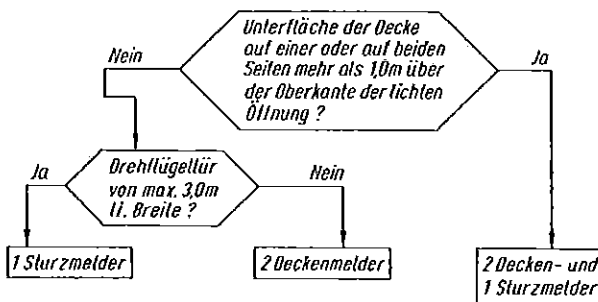 Unterfläche der Decke
auf einer oder auf beiden
Seiten mehr als 1,0m über
der Oberkante der lichten
Öffnung ?
Nein
Ja
Drehflügeltür
von max. 3,0m
li. Breite ?
Ja
Nein
1 Sturzmelder
2 Deckenmelder
2 Decken- und
1 Sturzmelder